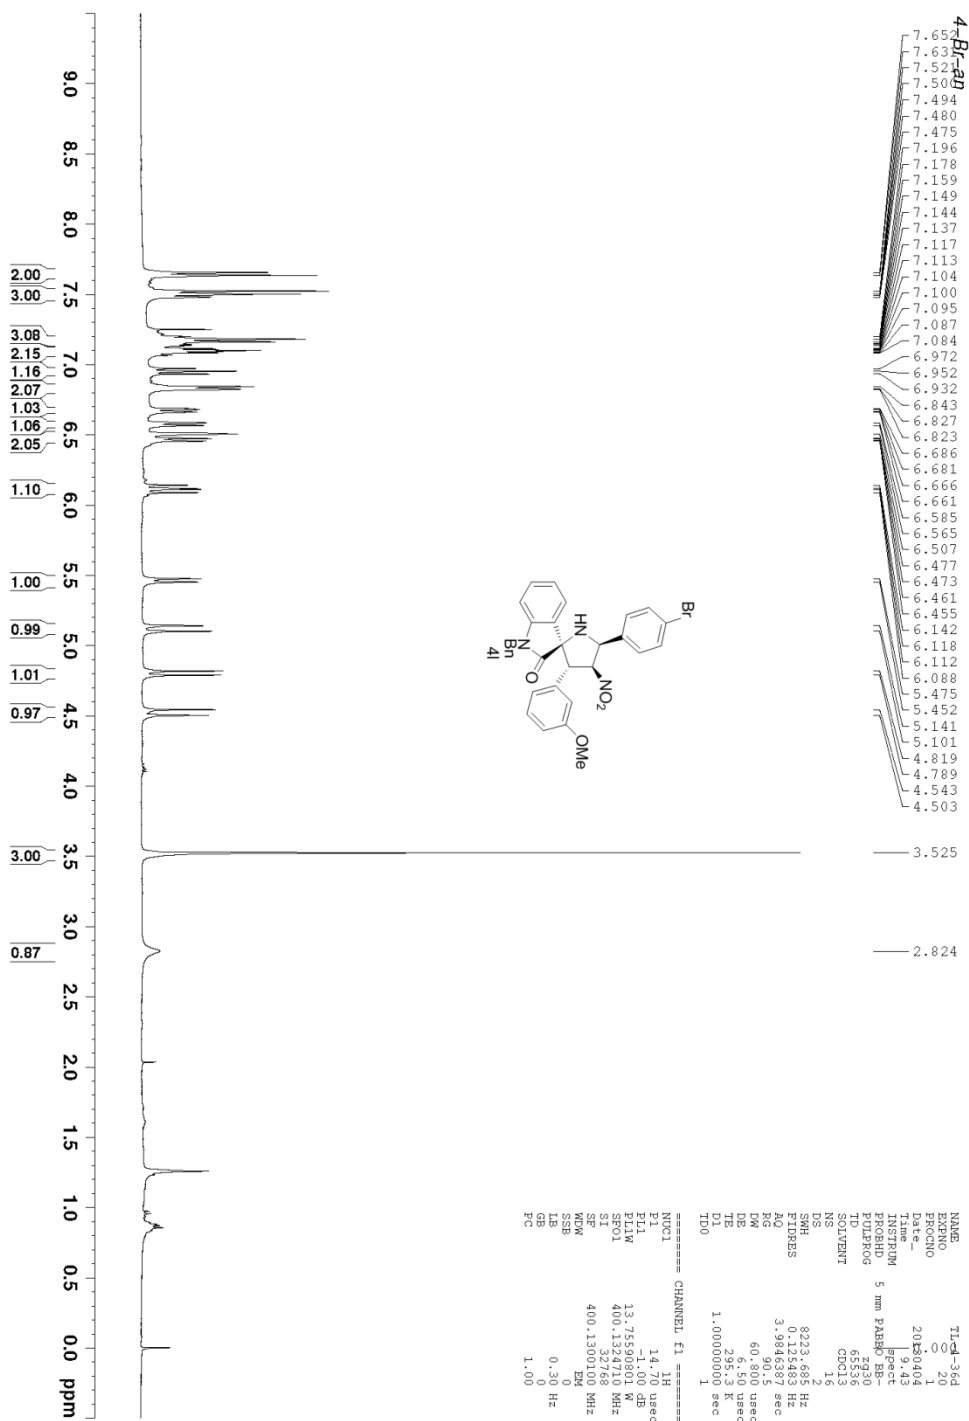 4-Br-an
7.652
7.631
7.521
7.500
7.494
7.480
7.475
7.196
7.178
7.159
7.149
7.144
7.137
7.117
7.113
7.104
7.100
7.095
7.087
7.084
6.972
6.952
6.932
6.843
6.827
6.823
6.686
6.681
6.666
6.661
6.585
6.565
6.507
6.477
6.473
6.461
6.455
6.142
6.118
6.112
6.088
5.475
5.452
5.141
5.101
4.819
4.789
4.543
4.503
3.525
2.824
NAME
EXPNO 20
PROCNO 1
Date_
Time 9.43
INSTRUM spect
PROBHD 5 mm PABBO BB-
PULPROG zg30
TD 65536
SOLVENT CDCl3
NS 16
DS 2
SWH 8223.685 Hz
FIDRES 0.125483 Hz
AQ 3.9846387 sec
RG 90.5
DW 60.800 usec
DE 6.50 usec
TE 295.3 K
D1 1.00000000 sec
TD0 1
======== CHANNEL f1 ========
NUC1 1H
P1 14.70 usec
PL1 -1.00 dB
PL1W 13.75590801 W
SFO1 400.1324710 MHz
SI 32768
SF 400.1300100 MHz
WDW EM
SSB 0
LB 0.30 Hz
GB 0
PC 1.00
Br
HN
NO2
OMe
O
N
Bn
4l
9.0 8.5 8.0 7.5 7.0 6.5 6.0 5.5 5.0 4.5 4.0 3.5 3.0 2.5 2.0 1.5 1.0 0.5 0.0 ppm
2.00
3.00
3.08
2.15
1.16
2.07
1.03
1.06
2.05
1.10
1.00
0.99
1.01
0.97
3.00
0.87